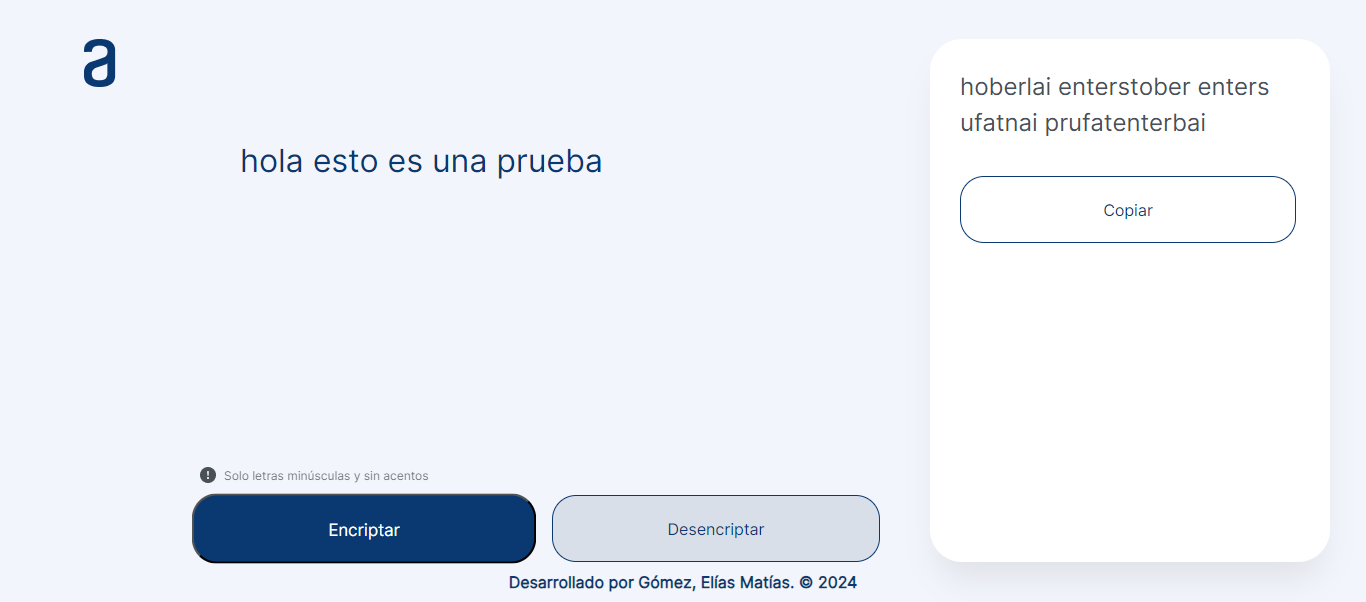 a
hola esto es una prueba
Solo letras minúsculas y sin acentos
Encriptar
Desencriptar
hoberlai enterstober enters
ufatnai prufatenterbai
Copiar
Desarrollado por Gómez, Elías Matías. © 2024